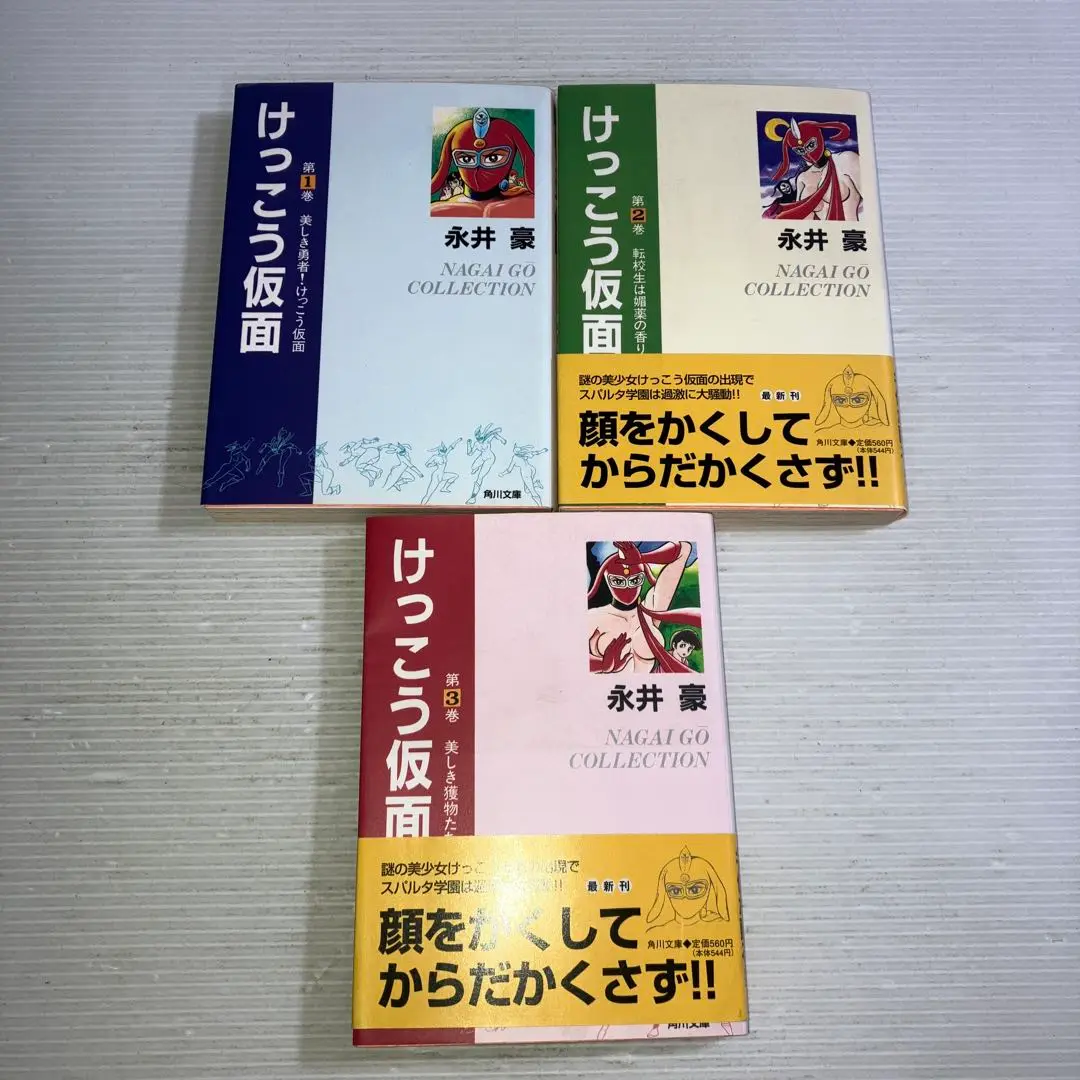 けっこう仮面
第1巻 美しき勇者!けっこう仮面
永井 豪
NAGAI GŌ
COLLECTION
角川文庫
けっこう仮面
第2巻 転校生は媚薬の香り
永井 豪
NAGAI GŌ
COLLECTION
謎の美少女けっこう仮面の出現で
スパルタ学園は過激に大騒動!!
最新刊
顔をかくして
からだかくさず!!
角川文庫◆定価560円
(本体544円)
けっこう仮面
第3巻 美しき獲物た
永井 豪
NAGAI GŌ
COLLECTION
謎の美少女けっこ
現で
スパルタ学園は
!!
最新刊
顔をかくして
からだかくさず!!
角川文庫◆定価560円
(本体544円)
角川文庫